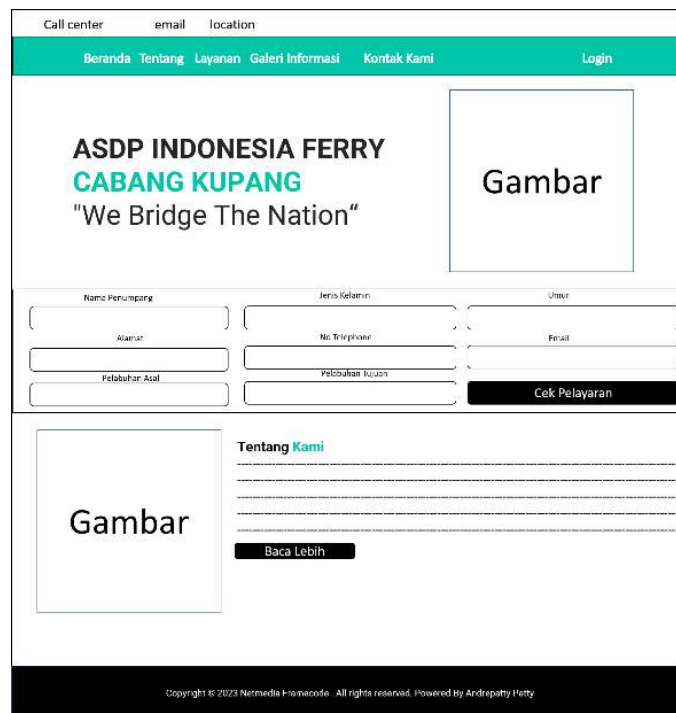 Call center email location
Beranda Tentang Layanan Galeri Informasi Kontak Kami Login
ASDP INDONESIA FERRY
CABANG KUPANG
"We Bridge The Nation“
Gambar
Nama Penumpang Jenis Kelamin Umur
Alamat No Telephone Email
Pelabuhan Asal Pelabuhan Tujuan
Cek Pelayaran
Gambar
Tentang Kami
Baca Lebih
Copyright © 2023 Netmedia Framecode . All rights reserved. Powered By Andrepatty Patty